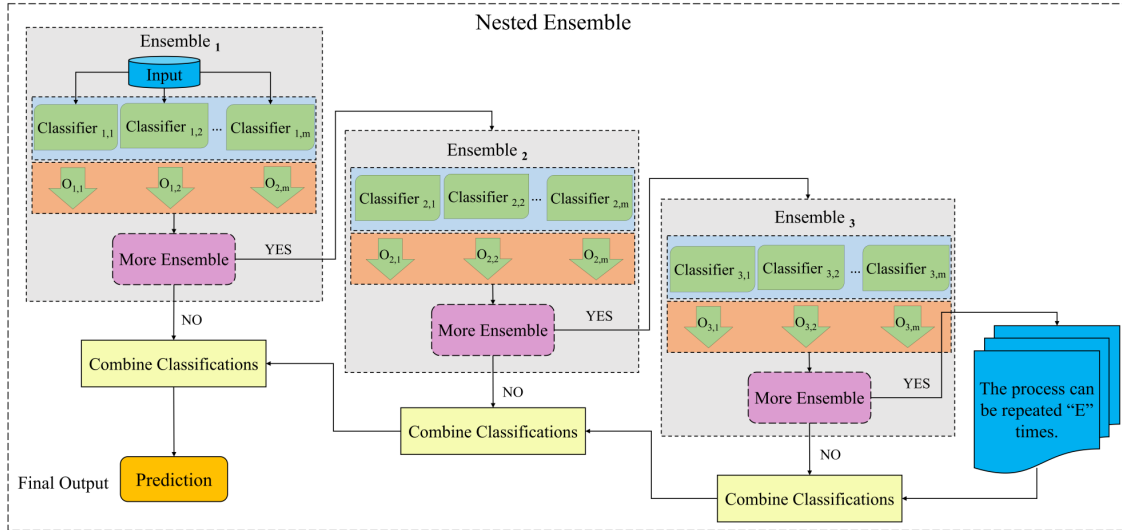 Nested Ensemble
Ensemble 1
Input
Classifier 1,1
Classifier 1,2
...
Classifier 1,m
O1,1
O1,2
O2,m
More Ensemble
YES
NO
Combine Classifications
Final Output
Prediction
Ensemble 2
Classifier 2,1
Classifier 2,2
...
Classifier 2,m
O2,1
O2,2
O2,m
More Ensemble
YES
NO
Combine Classifications
Ensemble 3
Classifier 3,1
Classifier 3,2
...
Classifier 3,m
O3,1
O3,2
O3,m
More Ensemble
YES
NO
Combine Classifications
The process can
be repeated “E”
times.